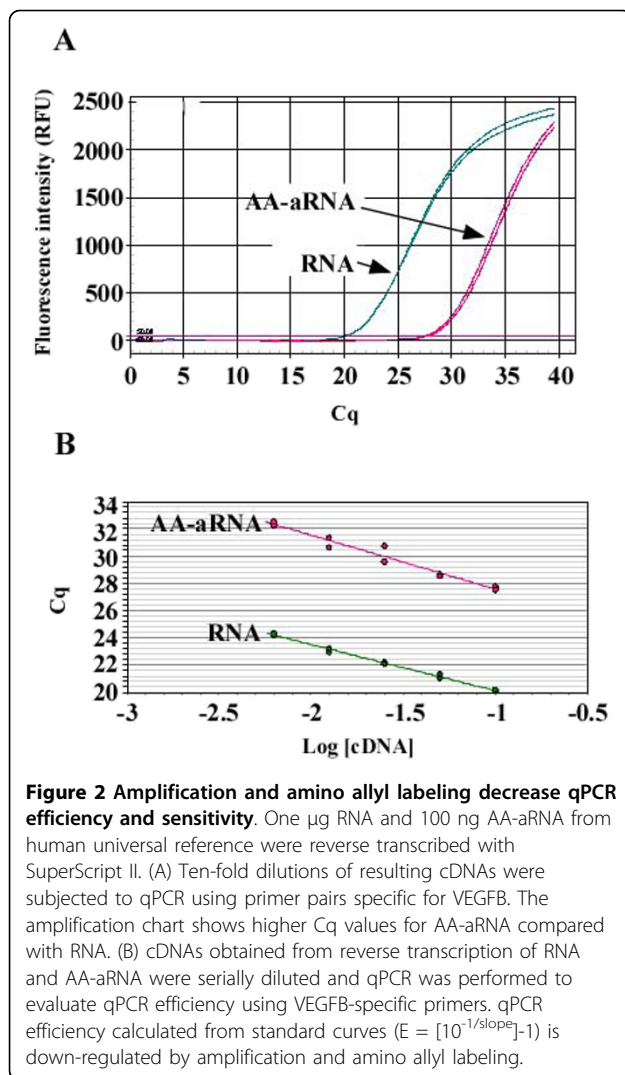 A
2500
2000
1500
1000
500
0
Fluorescence intensity (RFU)
AA-aRNA
RNA
0 5 10 15 20 25 30 35 40
Cq
B
34
32
30
28
26
24
22
20
Cq
AA-aRNA
RNA
-3 -2.5 -2 -1.5 -1 -0.5
Log [cDNA]
Figure 2 Amplification and amino allyl labeling decrease qPCR
efficiency and sensitivity. One µg RNA and 100 ng AA-aRNA from
human universal reference were reverse transcribed with
SuperScript II. (A) Ten-fold dilutions of resulting cDNAs were
subjected to qPCR using primer pairs specific for VEGFB. The
amplification chart shows higher Cq values for AA-aRNA compared
with RNA. (B) cDNAs obtained from reverse transcription of RNA
and AA-aRNA were serially diluted and qPCR was performed to
evaluate qPCR efficiency using VEGFB-specific primers. qPCR
efficiency calculated from standard curves (E = [10^-1/slope]-1) is
down-regulated by amplification and amino allyl labeling.